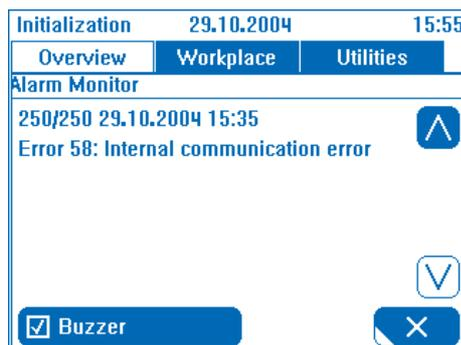 Initialization 29.10.2004 15:55
Overview Workplace Utilities
Alarm Monitor
250/250 29.10.2004 15:35
Error 58: Internal communication error
Buzzer